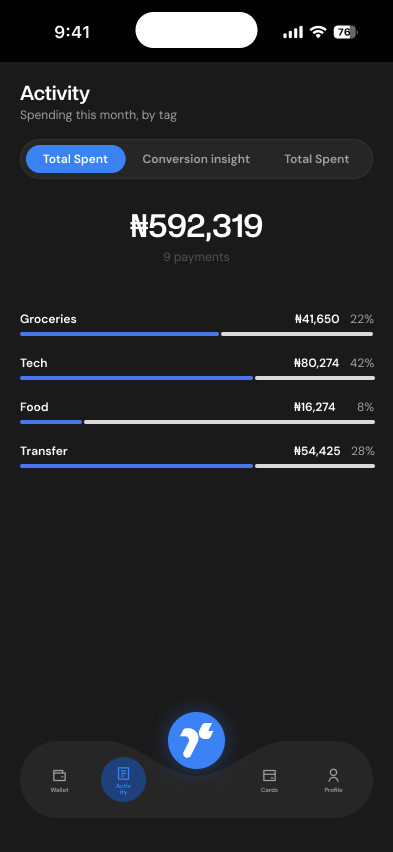 9:41
76
Activity
Spending this month, by tag
Total Spent
Conversion insight
Total Spent
₦592,319
9 payments
Groceries ₦41,650 22%
Tech ₦80,274 42%
Food ₦16,274 8%
Transfer ₦54,425 28%
Wallet
Activ
ity
Cards
Profile